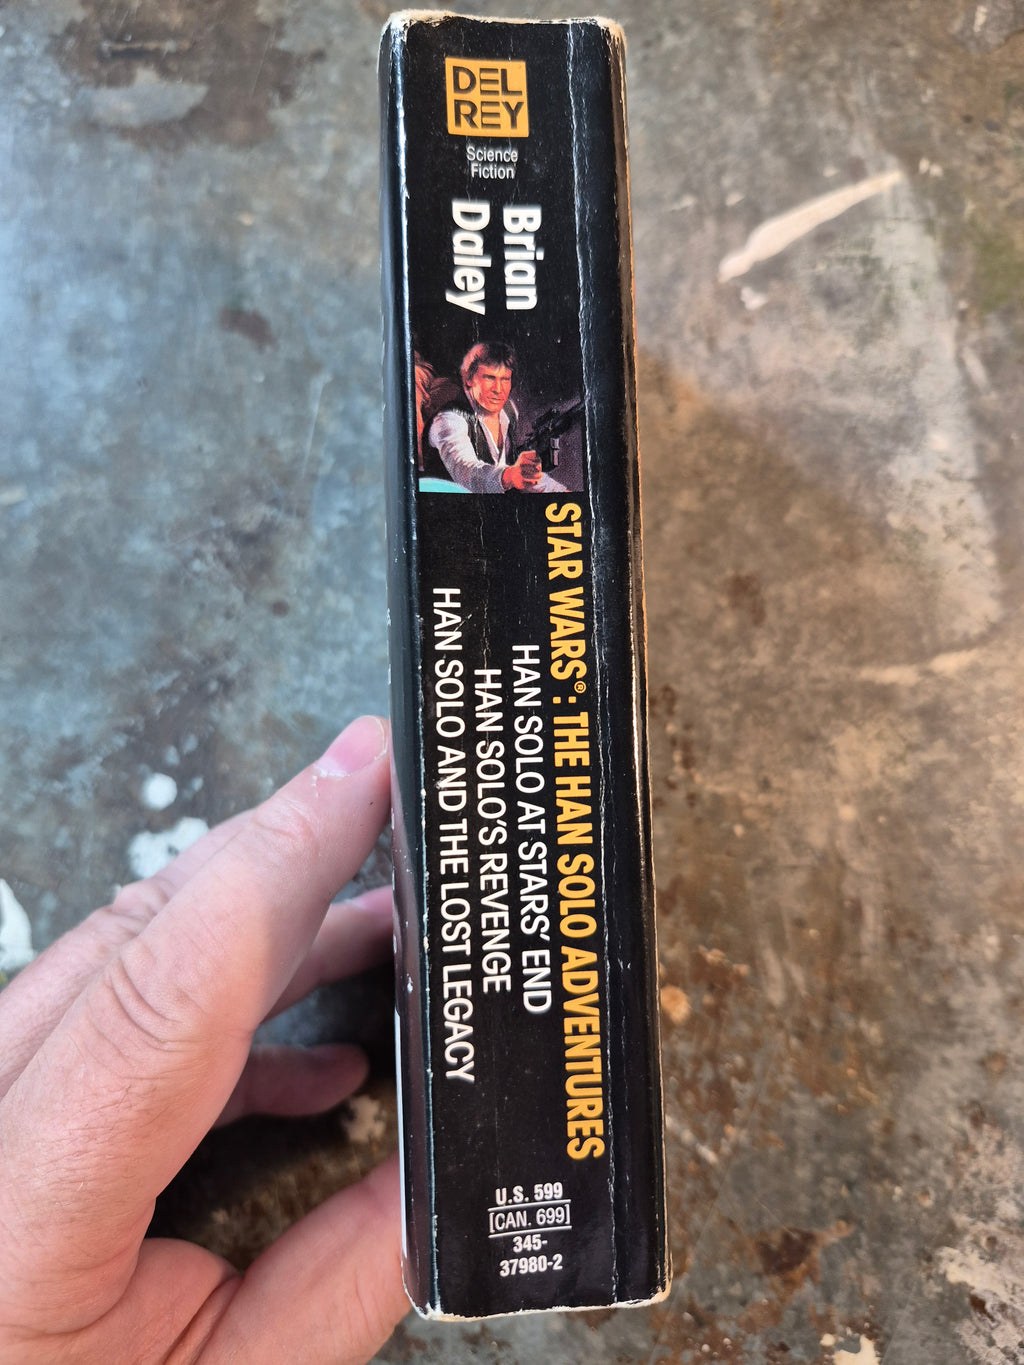 DEL
REY
Science
Fiction
Brian
Daley
STAR WARS®: THE HAN SOLO ADVENTURES
HAN SOLO AT STARS' END
HAN SOLO'S REVENGE
HAN SOLO AND THE LOST LEGACY
U.S. 599
[CAN. 699]
345-
37980-2